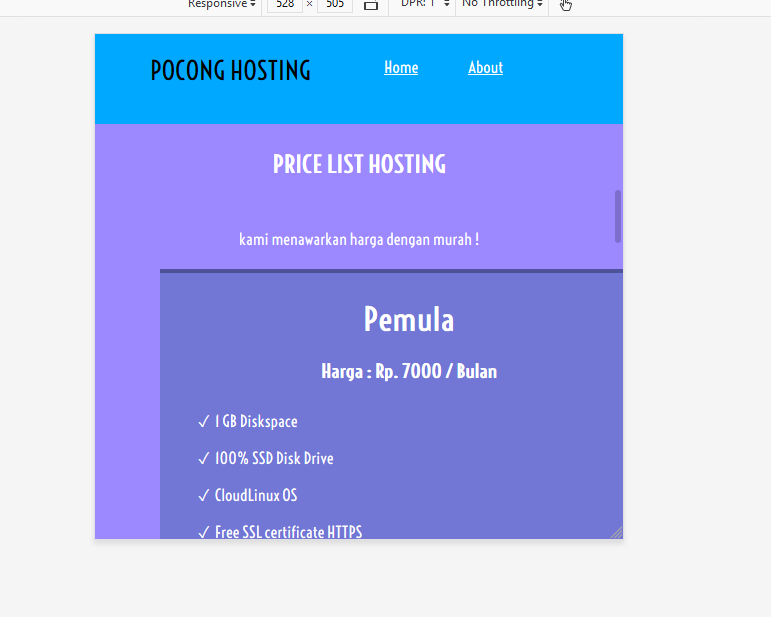 Responsive 528 × 505 DPR: 1 No Throttling
POCONG HOSTING Home About
PRICE LIST HOSTING
kami menawarkan harga dengan murah !
Pemula
Harga : Rp. 7000 / Bulan
✓ 1 GB Diskspace
✓ 100% SSD Disk Drive
✓ CloudLinux OS
✓ Free SSL certificate HTTPS